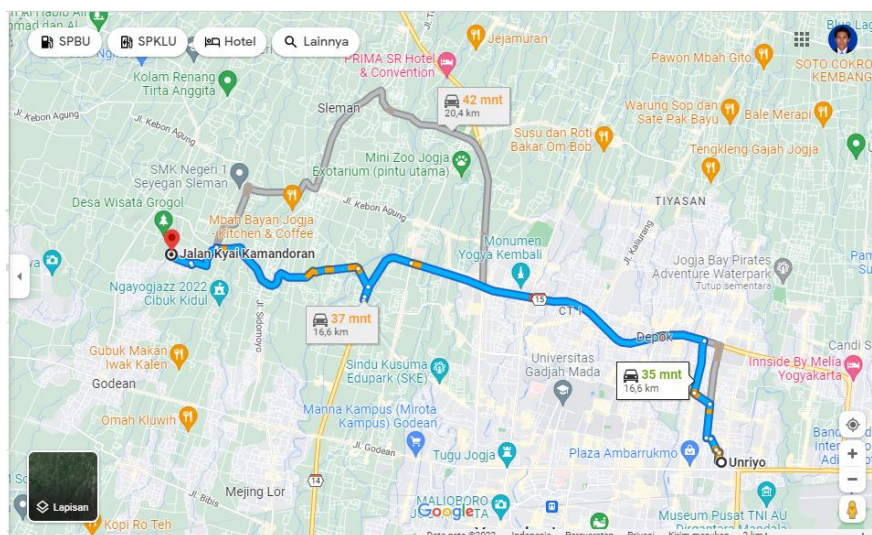 SPBU
SPKLU
Hotel
Lainnya
Jejamuran
Pawon Mbah Gito
SOTO COKRO
KEMBANG
PRIMA SR Hotel
& Convention
Kolam Renang
Tirta Anggita
Jl. Kebon Agung
Sleman
42 mnt
20,4 km
Warung Sop dan
Sate Pak Bayu
Bale Merapi
Susu dan Roti
Bakar Om Bob
Tengkleng Gajah Jogja
Mini Zoo Jogja
Exotarium (pintu utama)
SMK Negeri 1
Seyegan Sleman
Desa Wisata Grogol
Mbah Bayan Jogja
Kitchen & Coffee
Jl. Kebon Agung
TIYASAN
Jl. Kaliurang
Jalan Kyai Kamandoran
Monumen
Yogya Kembali
Jogja Bay Pirates
Adventure Waterpark
Tutup sementara
Ngayogjazz 2022
Cibuk Kidul
Jl. Sidomoyo
15
CT I
37 mnt
16,6 km
Depok
Candi S
Gubuk Makan
Iwak Kalen
Godean
Sindu Kusuma
Edupark (SKE)
Universitas
Gadjah Mada
35 mnt
16,6 km
Innside By Melia
Yogyakarta
Omah Kluwih
Manna Kampus (Mirota
Kampus) Godean
Jl. Godean
Tugu Jogja
Plaza Ambarrukmo
Unriyo
Lapisan
14
Mejing Lor
Jl. Bibis
MALIOBORO
Google
Museum Pusat TNI AU
Dirgantara Mandala
Kopi Ro Teh